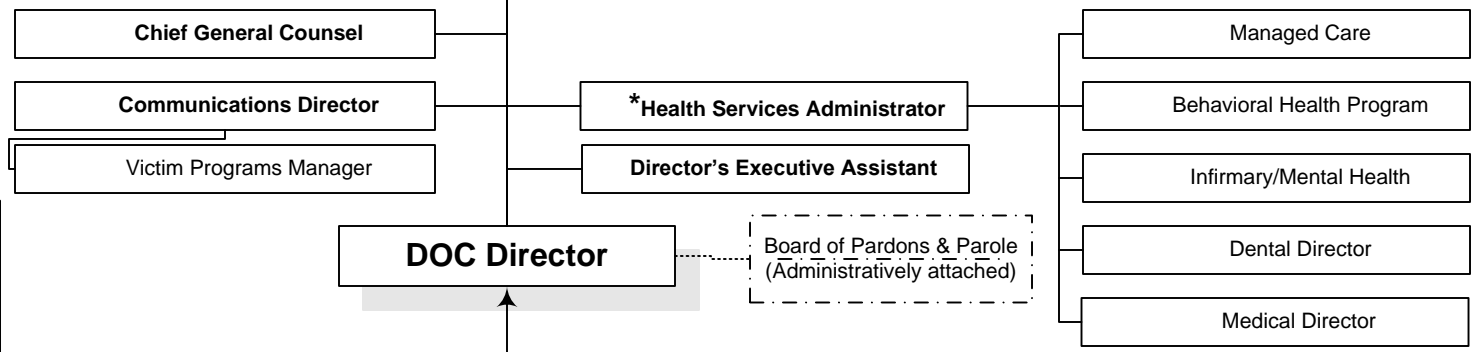 Chief General Counsel
Communications Director
Victim Programs Manager
*Health Services Administrator
Director's Executive Assistant
DOC Director
Board of Pardons & Parole
(Administratively attached)
Managed Care
Behavioral Health Program
Infirmary/Mental Health
Dental Director
Medical Director